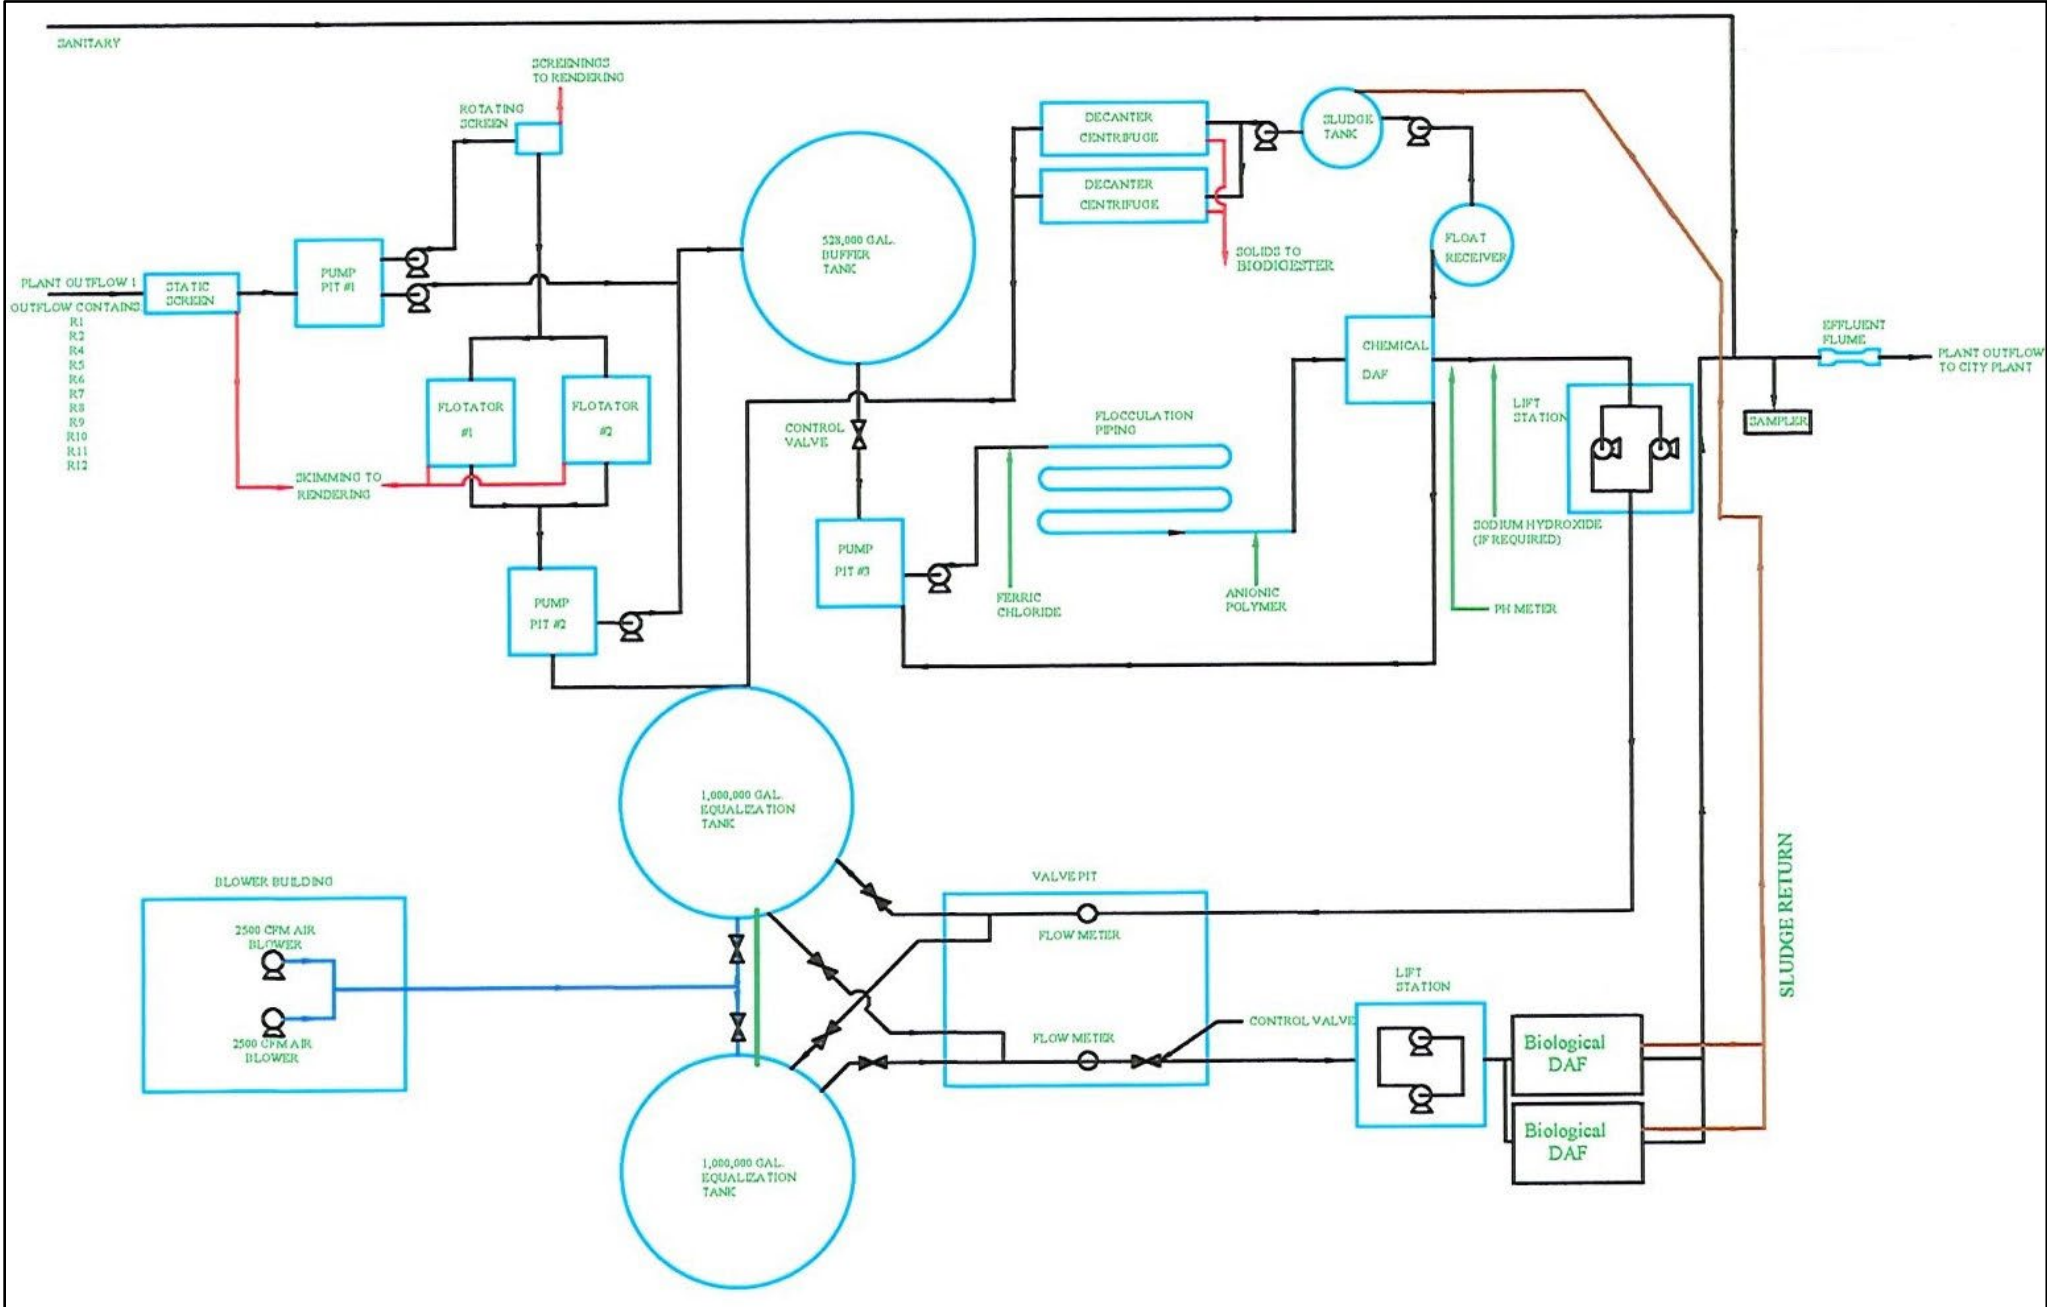 SANITARY
SCREENINGS
TO RENDERING
ROTATING
SCREEN
DECANTER
CENTRIFUGE
SLUDGE
TANK
DECANTER
CENTRIFUGE
528,000 GAL.
BUFFER
TANK
FLOAT
RECEIVER
SOLIDS TO
BIODIGESTER
PUMP
PIT #1
PLANT OUTFLOW 1
STATIC
SCREEN
OUTFLOW CONTAINS
R1
R2
R4
R5
R6
R7
R8
R9
R10
R11
R12
EFFLUENT
FLUME
PLANT OUTFLOW
TO CITY PLANT
CHEMICAL
DAF
FLOTATOR
#1
FLOTATOR
#2
CONTROL
VALVE
FLOCCULATION
PIPING
LIFT
STATION
SAMPLER
SKIMMING TO
RENDERING
SODIUM HYDROXIDE
(IF REQUIRED)
PUMP
PIT #3
FERRIC
CHLORIDE
ANIONIC
POLYMER
PH METER
PUMP
PIT #2
1,000,000 GAL.
EQUALIZATION
TANK
BLOWER BUILDING
VALVE PIT
SLUDGE RETURN
2500 CFM AIR
BLOWER
FLOW METER
LIFT
STATION
2500 CFM AIR
BLOWER
FLOW METER
CONTROL VALVE
Biological
DAF
Biological
DAF
1,000,000 GAL.
EQUALIZATION
TANK